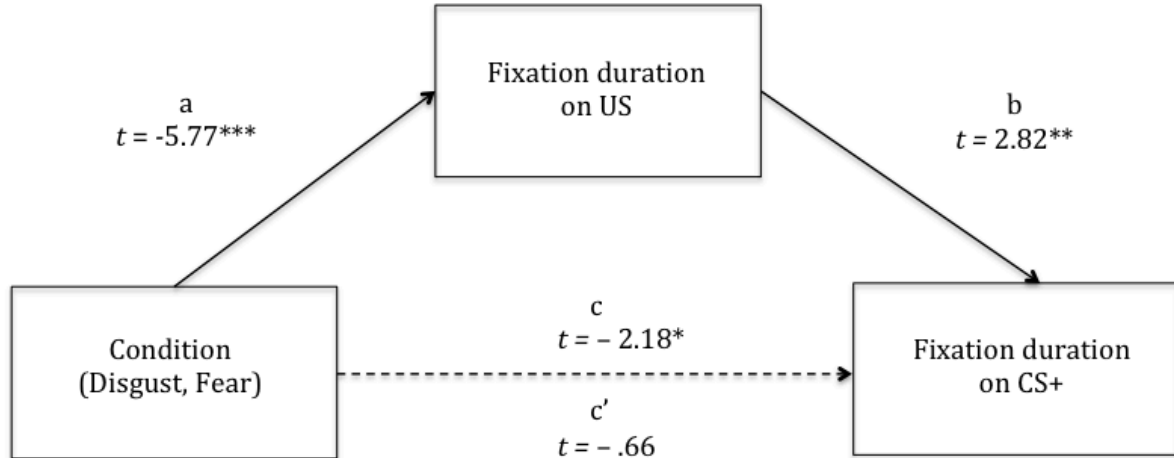 Fixation duration
on US
a
t = -5.77***
b
t = 2.82**
Condition
(Disgust, Fear)
c
t = – 2.18*
c’
t = – .66
Fixation duration
on CS+